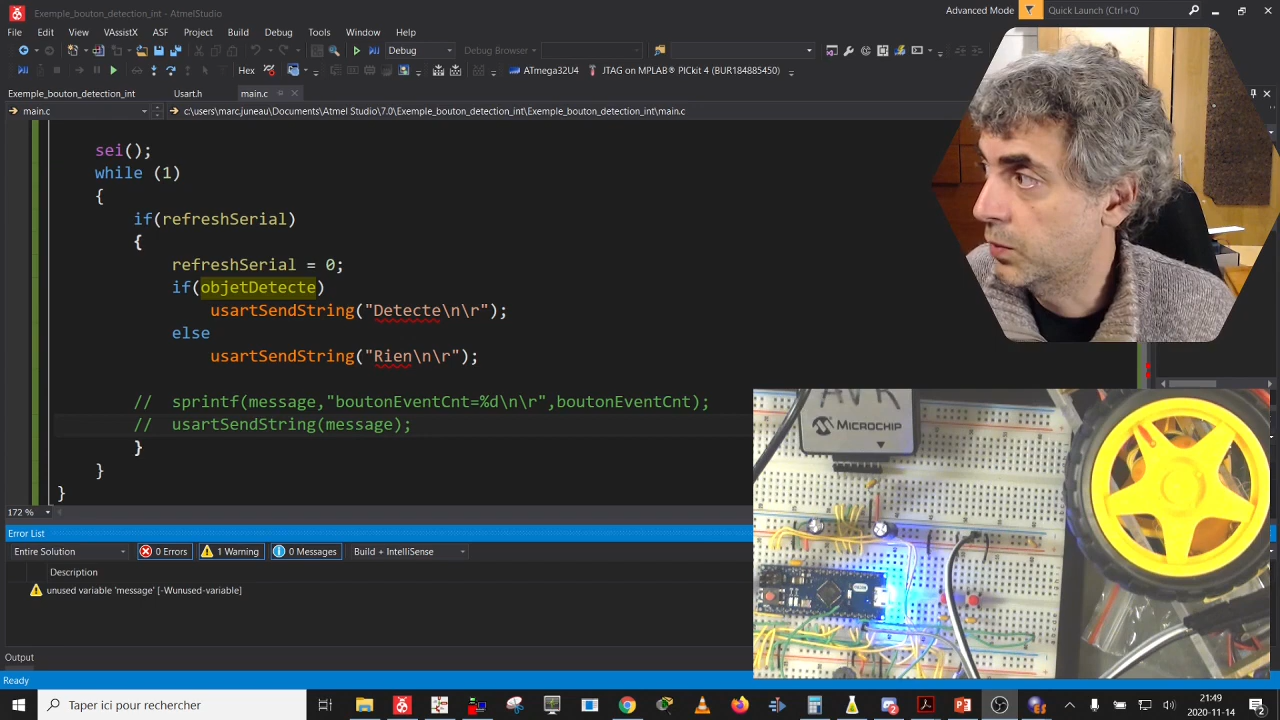 Exemple_bouton_detection_int - AtmelStudio
Advanced Mode
Quick Launch (Ctrl+Q)
File Edit View VAssistX ASF Project Build Debug Tools Window Help
Debug
Debug Browser
Hex
ATmega32U4
JTAG on MPLAB® PICkit 4 (BUR184885450)
Exemple_bouton_detection_int
Usart.h
main.c
main.c
c:\users\marc.juneau\Documents\Atmel Studio\7.0\Exemple_bouton_detection_int\Exemple_bouton_detection_int\main.c
sei();
while (1)
{
if(refreshSerial)
{
refreshSerial = 0;
if(objetDetecte)
usartSendString("Detecte\n\r");
else
usartSendString("Rien\n\r");
// sprintf(message,"boutonEventCnt=%d\n\r",boutonEventCnt);
// usartSendString(message);
}
}
}
172 %
Error List
Entire Solution
0 Errors
1 Warning
0 Messages
Build + IntelliSense
Description
unused variable 'message' [-Wunused-variable]
Output
Ready
AVR
MICROCHIP
Taper ici pour rechercher
21:49
2020-11-14
2